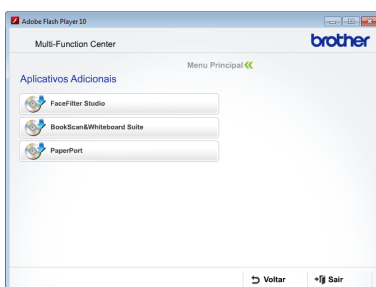 Adobe Flash Player 10
Multi-Function Center
brother
Menu Principal
Aplicativos Adicionais
FaceFilter Studio
BookScan&Whiteboard Suite
PaperPort
Voltar
Sair